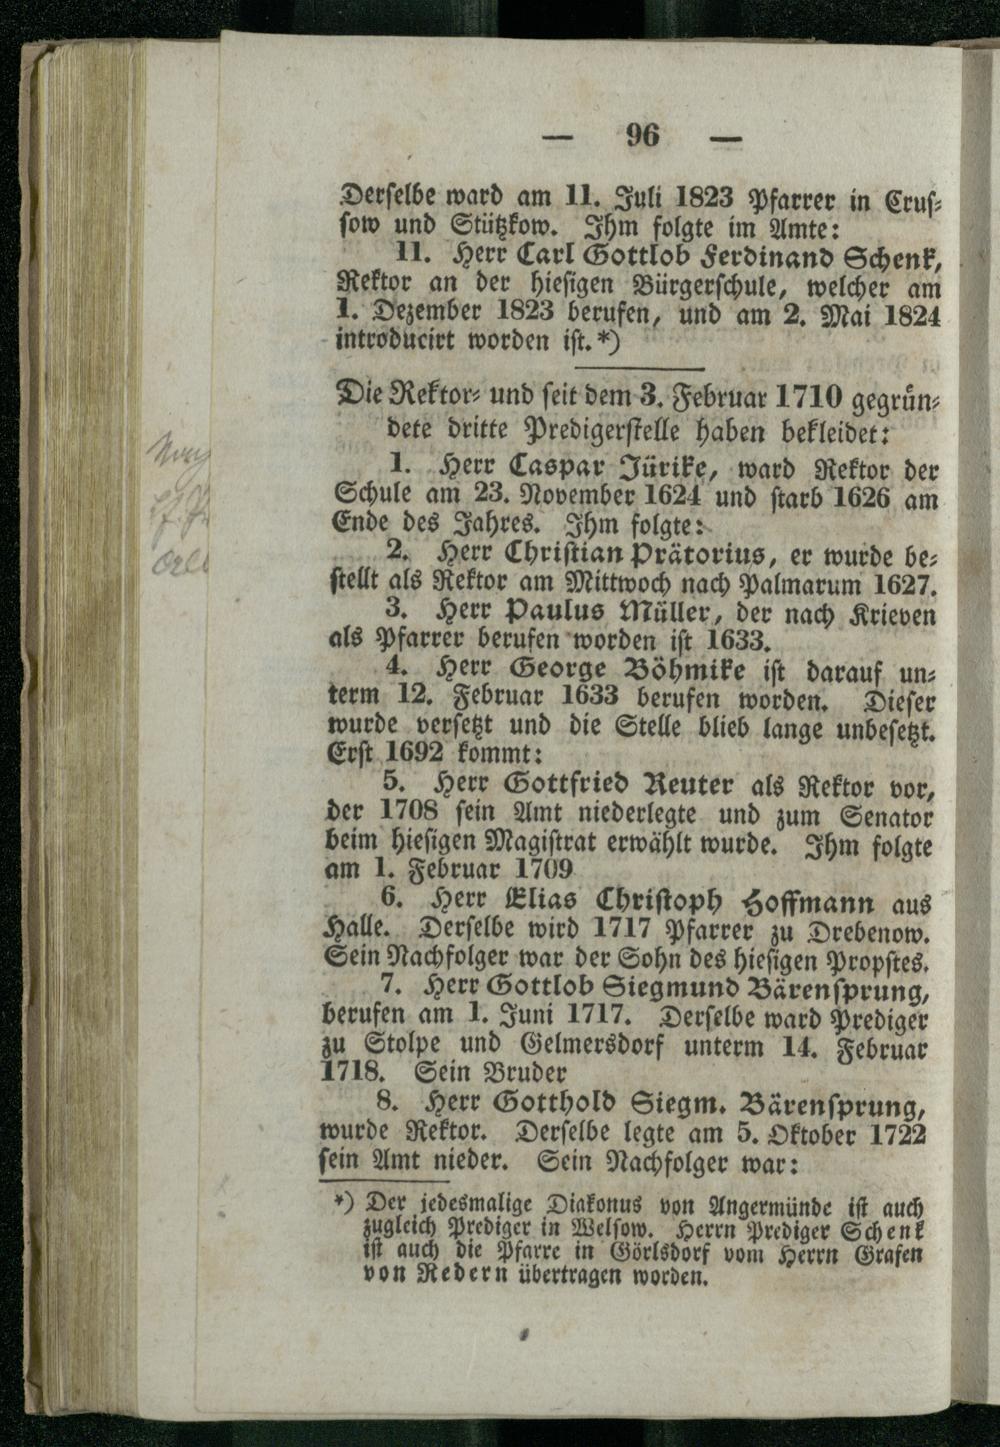 — 96 —
Derselbe ward am 11. Juli 1823 Pfarrer in Crus-
sow und Stützkow. Ihm folgte im Amte:
11. Herr Carl Gottlob Ferdinand Schenk,
Rektor an der hiesigen Bürgerschule, welcher am
1. Dezember 1823 berufen, und am 2. Mai 1824
introducirt worden ist.*)
Die Rektor- und seit dem 3. Februar 1710 gegrün-
dete dritte Predigerstelle haben bekleidet:
1. Herr Caspar Jürike, ward Rektor der
Schule am 23. November 1624 und starb 1626 am
Ende des Jahres. Ihm folgte:
2. Herr Christian Prätorius, er wurde be-
stellt als Rektor am Mittwoch nach Palmarum 1627.
3. Herr Paulus Müller, der nach Krieven
als Pfarrer berufen worden ist 1633.
4. Herr George Böhmike ist darauf un-
term 12. Februar 1633 berufen worden. Dieser
wurde versetzt und die Stelle blieb lange unbesetzt.
Erst 1692 kommt:
5. Herr Gottfried Reuter als Rektor vor,
der 1708 sein Amt niederlegte und zum Senator
beim hiesigen Magistrat erwählt wurde. Ihm folgte
am 1. Februar 1709
6. Herr Elias Christoph Hoffmann aus
Halle. Derselbe wird 1717 Pfarrer zu Drebenow.
Sein Nachfolger war der Sohn des hiesigen Propstes.
7. Herr Gottlob Siegmund Bärensprung,
berufen am 1. Juni 1717. Derselbe ward Prediger
zu Stolpe und Gelmersdorf unterm 14. Februar
1718. Sein Bruder
8. Herr Gotthold Siegm. Bärensprung,
wurde Rektor. Derselbe legte am 5. Oktober 1722
sein Amt nieder. Sein Nachfolger war:
*) Der jedesmalige Diakonus von Angermünde ist auch
zugleich Prediger in Welsow. Herrn Prediger Schenk
ist auch die Pfarre in Görlsdorf vom Herrn Grafen
von Redern übertragen worden.